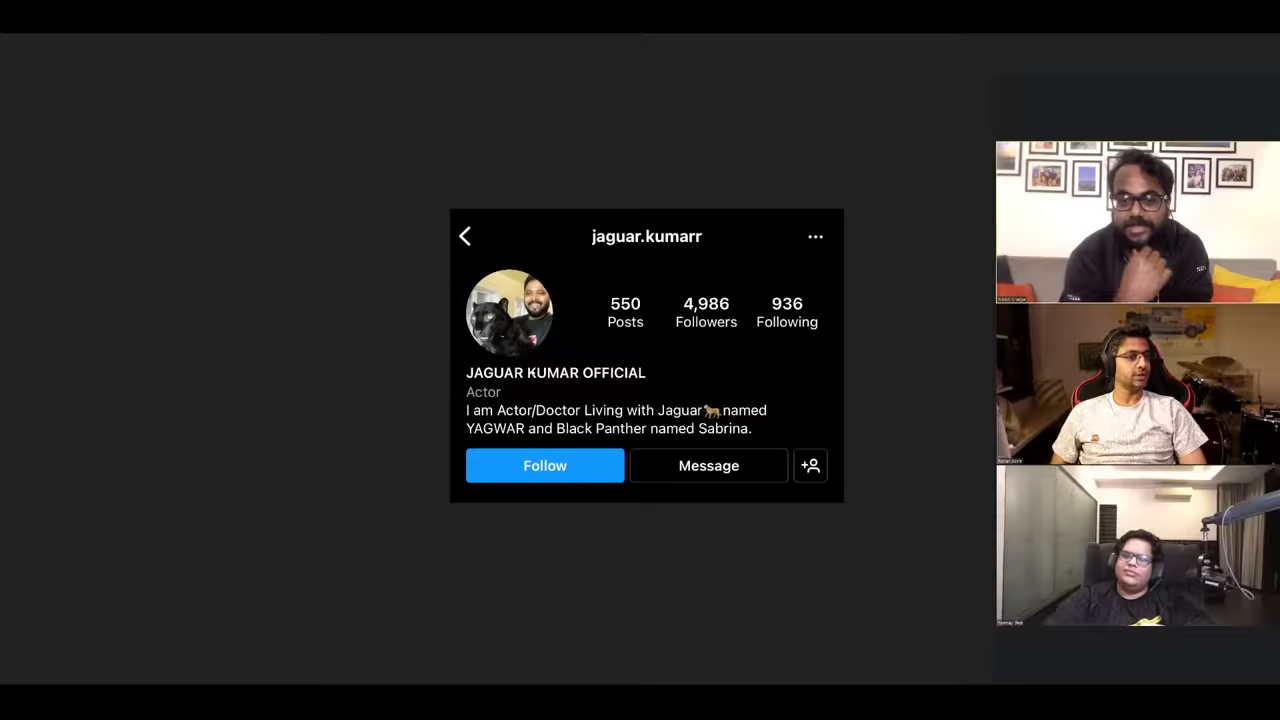 jaguar.kumarr
550
Posts
4,986
Followers
936
Following
JAGUAR KUMAR OFFICIAL
Actor
I am Actor/Doctor Living with Jaguar🐆named
YAGWAR and Black Panther named Sabrina.
Follow
Message